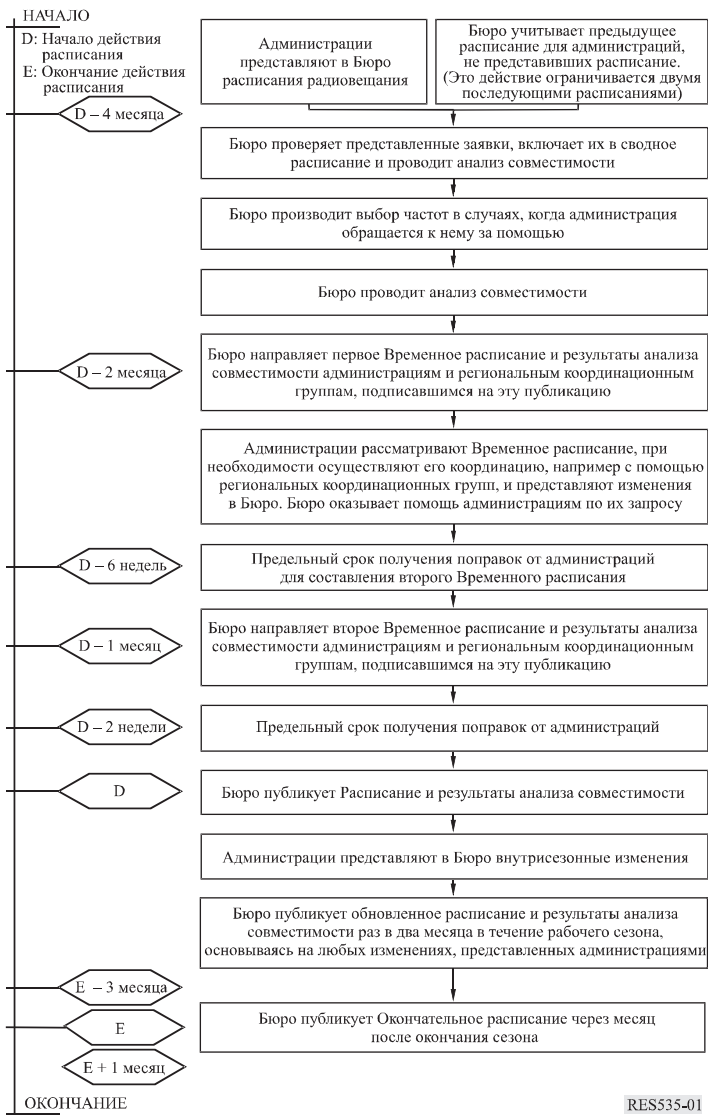 НАЧАЛО
D: Начало действия
расписания
E: Окончание действия
расписания
Администрации
представляют в Бюро
расписания радиовещания
Бюро учитывает предыдущее
расписание для администраций,
не представивших расписание.
(Это действие ограничивается двумя
последующими расписаниями)
D – 4 месяца
Бюро проверяет представленные заявки, включает их в сводное
расписание и проводит анализ совместимости
Бюро производит выбор частот в случаях, когда администрация
обращается к нему за помощью
Бюро проводит анализ совместимости
D – 2 месяца
Бюро направляет первое Временное расписание и результаты анализа
совместимости администрациям и региональным координационным
группам, подписавшимся на эту публикацию
Администрации рассматривают Временное расписание, при
необходимости осуществляют его координацию, например с помощью
региональных координационных групп, и представляют изменения
в Бюро. Бюро оказывает помощь администрациям по их запросу
D – 6 недель
Предельный срок получения поправок от администраций
для составления второго Временного расписания
D – 1 месяц
Бюро направляет второе Временное расписание и результаты анализа
совместимости администрациям и региональным координационным
группам, подписавшимся на эту публикацию
D – 2 недели
Предельный срок получения поправок от администраций
D
Бюро публикует Расписание и результаты анализа совместимости
Администрации представляют в Бюро внутрисезонные изменения
Бюро публикует обновленное расписание и результаты анализа
совместимости раз в два месяца в течение рабочего сезона,
основываясь на любых изменениях, представленных администрациями
E – 3 месяца
E
Бюро публикует Окончательное расписание через месяц
после окончания сезона
E + 1 месяц
ОКОНЧАНИЕ
RES535-01